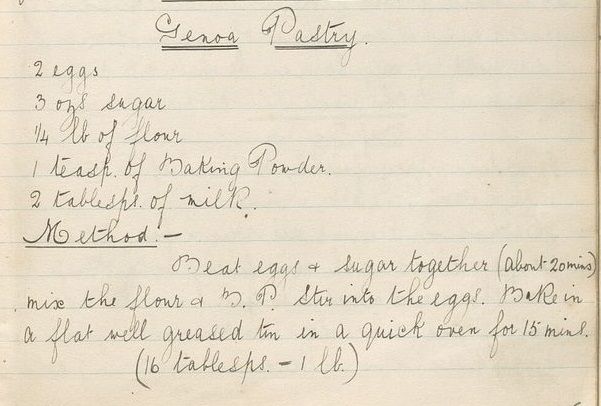 Genoa Pastry.
2 eggs
3 ozs sugar
1/4 lb of flour
1 teasp. of Baking Powder.
2 tablesps. of milk.
Method:-
Beat eggs & sugar together (about 20 mins)
mix the flour & B. P. Stir into the eggs. Bake in
a flat well greased tin in a quick oven for 15 mins.
(16 tablesps. - 1 lb.)